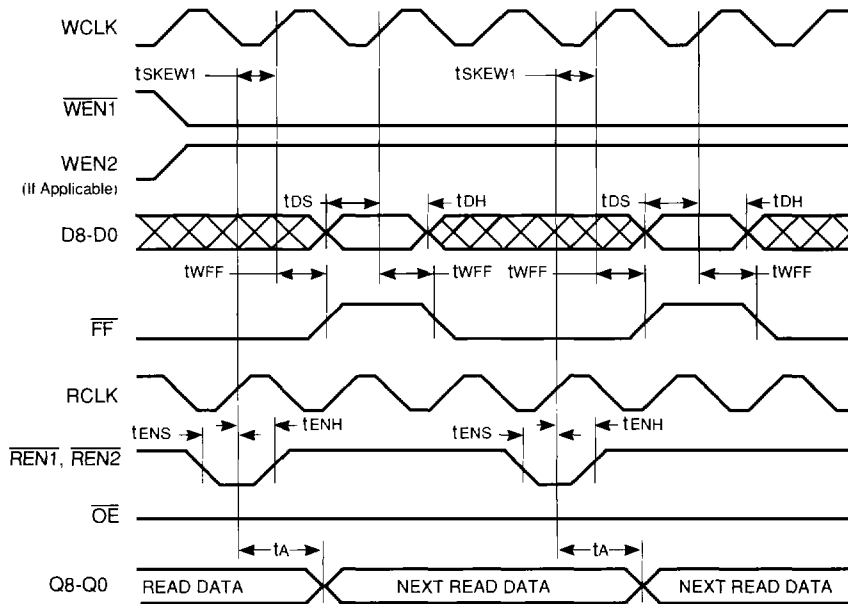 WCLK
tSKEW1 tSKEW1
WEN1
WEN2
(If Applicable)
tDS tDH tDS tDH
D8-D0
tWFF tWFF tWFF tWFF
FF
RCLK
tENS tENH tENS tENH
REN1, REN2
OE
tA tA
Q8-Q0 READ DATA NEXT READ DATA NEXT READ DATA